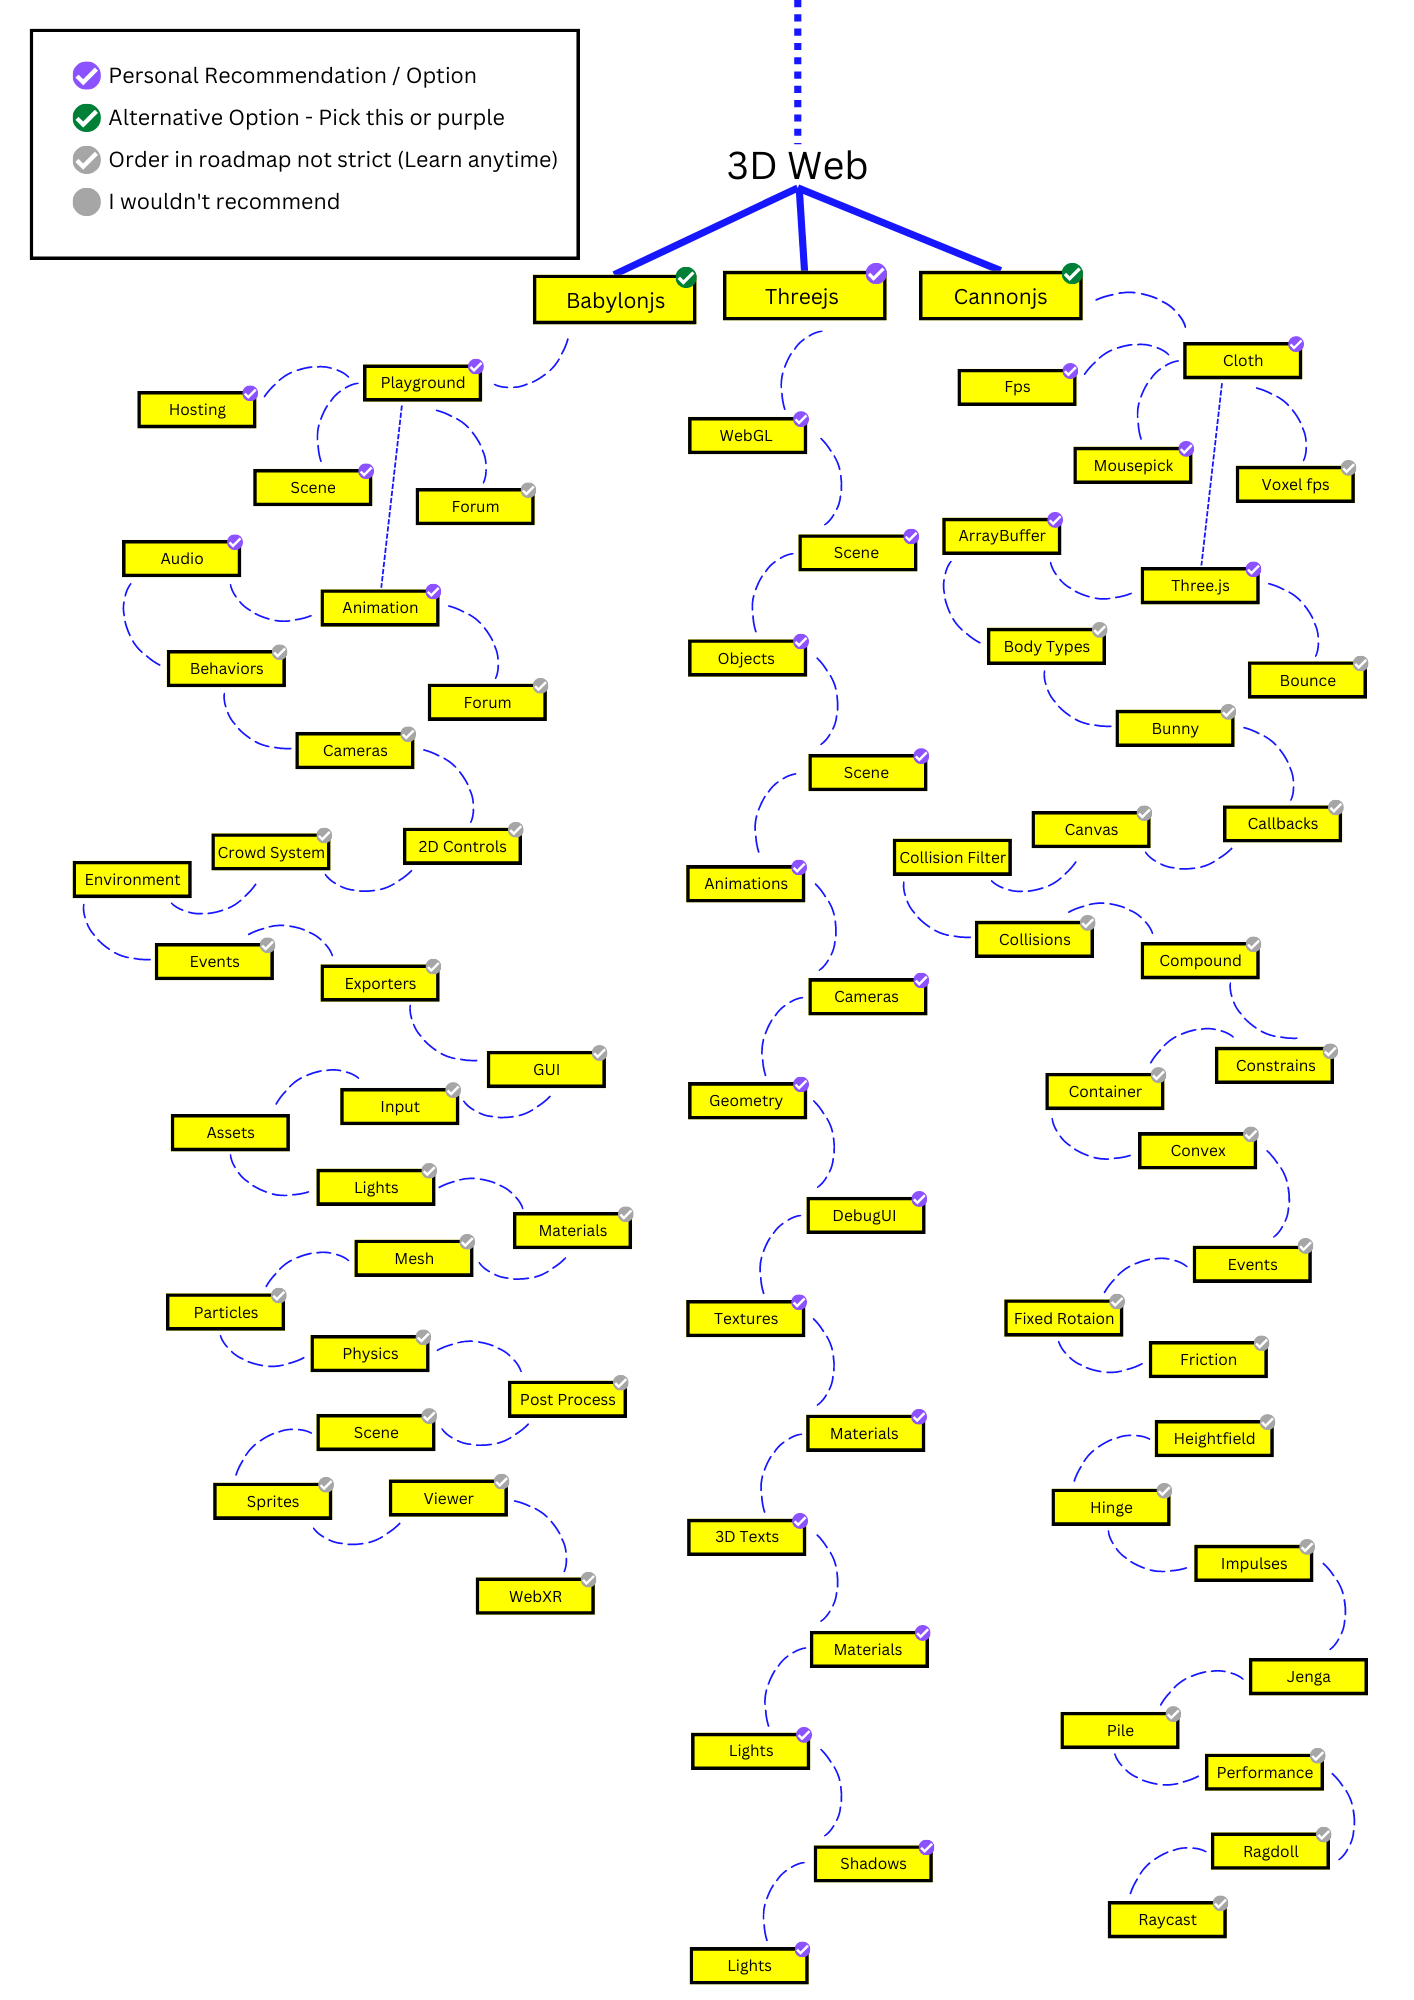 Personal Recommendation / Option
Alternative Option - Pick this or purple
Order in roadmap not strict (Learn anytime)
I wouldn't recommend
3D Web
Babylonjs
Threejs
Cannonjs
Playground
Hosting
Scene
Forum
Audio
Animation
Behaviors
Forum
Cameras
2D Controls
Crowd System
Environment
Events
Exporters
GUI
Input
Assets
Lights
Materials
Mesh
Particles
Physics
Post Process
Scene
Sprites
Viewer
WebXR
WebGL
Scene
Objects
Scene
Animations
Cameras
Geometry
DebugUI
Textures
Materials
3D Texts
Materials
Lights
Shadows
Lights
Cloth
Fps
Mousepick
Voxel fps
ArrayBuffer
Three.js
Body Types
Bounce
Bunny
Callbacks
Canvas
Collision Filter
Collisions
Compound
Constrains
Container
Convex
Events
Fixed Rotaion
Friction
Heightfield
Hinge
Impulses
Jenga
Pile
Performance
Ragdoll
Raycast